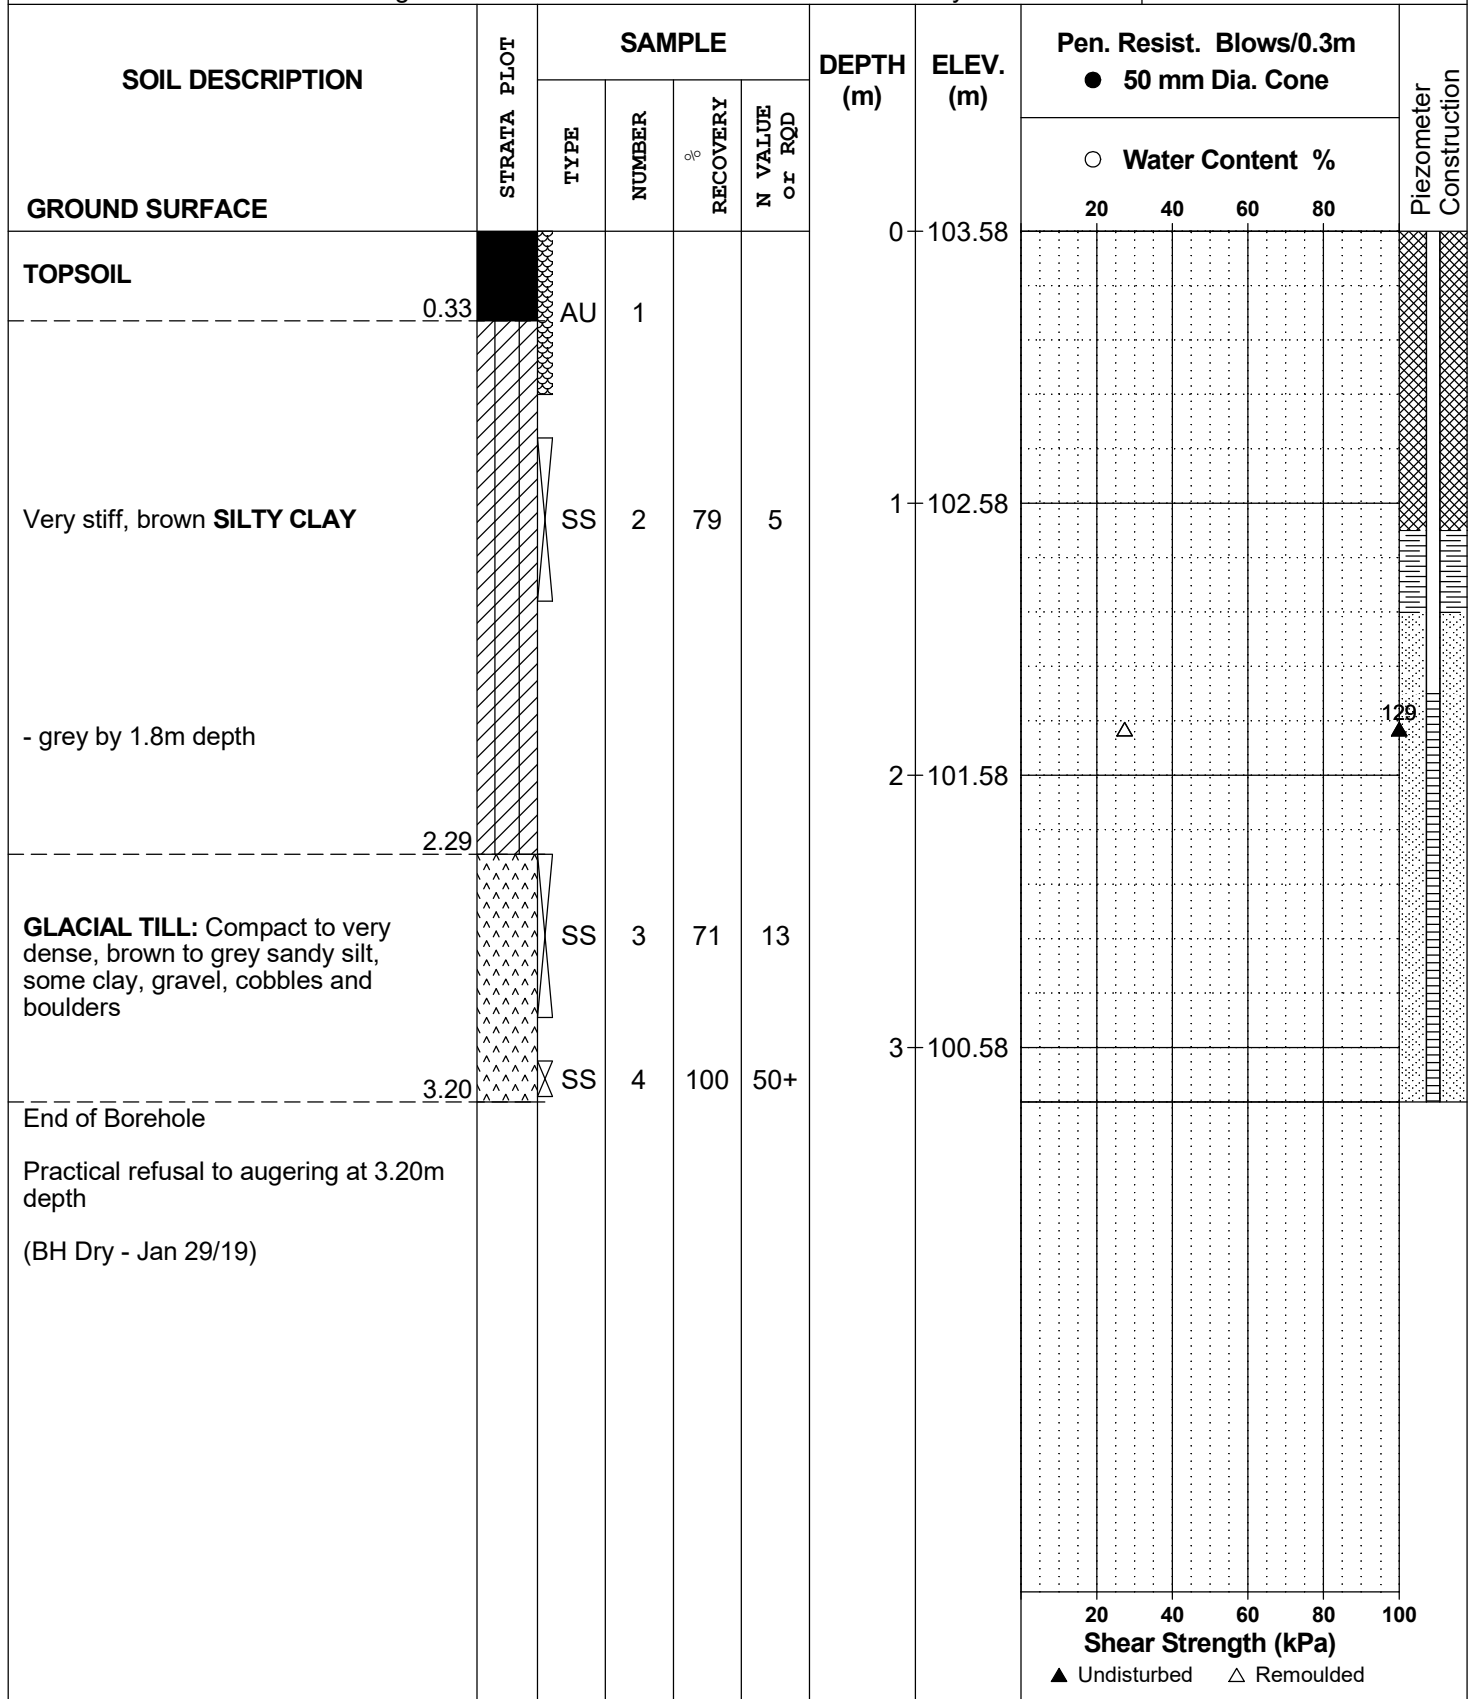 SOIL DESCRIPTION
GROUND SURFACE
STRATA PLOT
SAMPLE
TYPE
NUMBER
%
RECOVERY
N VALUE
or RQD
DEPTH
(m)
ELEV.
(m)
Pen. Resist. Blows/0.3m
● 50 mm Dia. Cone
○ Water Content %
20 40 60 80
Piezometer
Construction
0 103.58
TOPSOIL
0.33
AU 1
1 102.58
Very stiff, brown SILTY CLAY
SS 2 79 5
129
- grey by 1.8m depth
2 101.58
2.29
GLACIAL TILL: Compact to very
dense, brown to grey sandy silt,
some clay, gravel, cobbles and
boulders
SS 3 71 13
3 100.58
SS 4 100 50+
3.20
End of Borehole
Practical refusal to augering at 3.20m
depth
(BH Dry - Jan 29/19)
20 40 60 80 100
Shear Strength (kPa)
▲ Undisturbed △ Remoulded